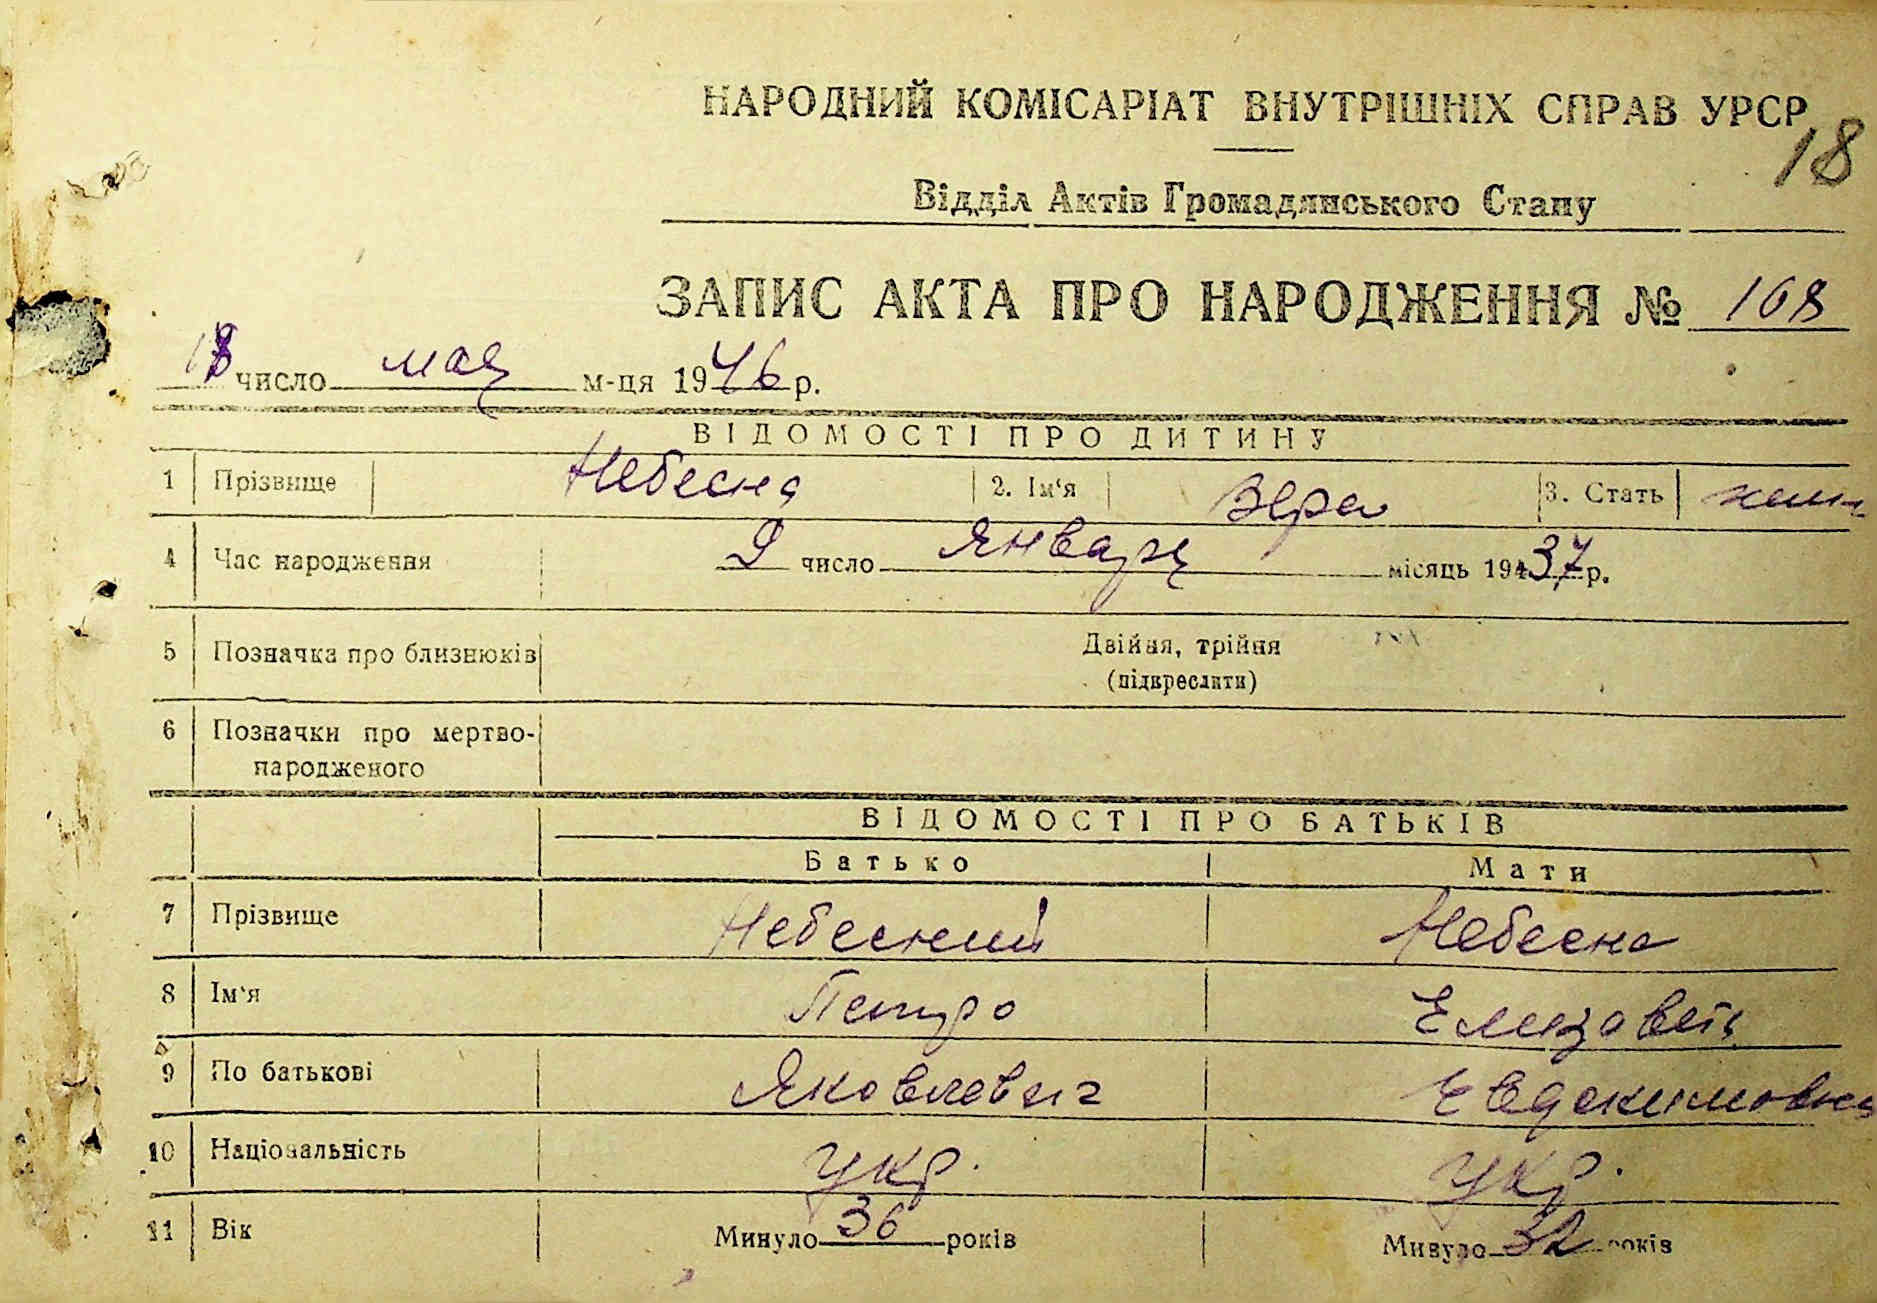 НАРОДНИЙ КОМІСАРІАТ ВНУТРІШНІХ СПРАВ УРСР
18
Відділ Актів Громадянського Стану
ЗАПИС АКТА ПРО НАРОДЖЕННЯ № 168
число мая м-ця 1946 р.
ВІДОМОСТІ ПРО ДИТИНУ
1 Прізвище Небесна 2. Ім‘я Вера 3. Стать жен
4 Час народження 9 число Января місяць 19437 р.
5 Позначка про близнюків Двійня, трійня
(підкреслити)
6 Позначки про мертво-
народженого
ВІДОМОСТІ ПРО БАТЬКІВ
Батько Мати
7 Прізвище Небесний Небесна
8 Ім‘я Петро Елизавета
9 По батькові Яковлевич Евдокимовна
10 Національність укр. укр.
11 Вік Минуло 36 років Минуло 32 років